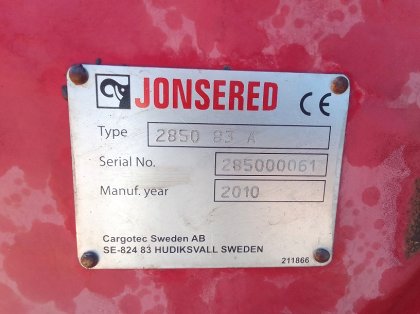 JONSERED CE
Type 2850 83 A
Serial No. 285000061
Manuf. year 2010
Cargotec Sweden AB
SE-824 83 HUDIKSVALL SWEDEN
211866